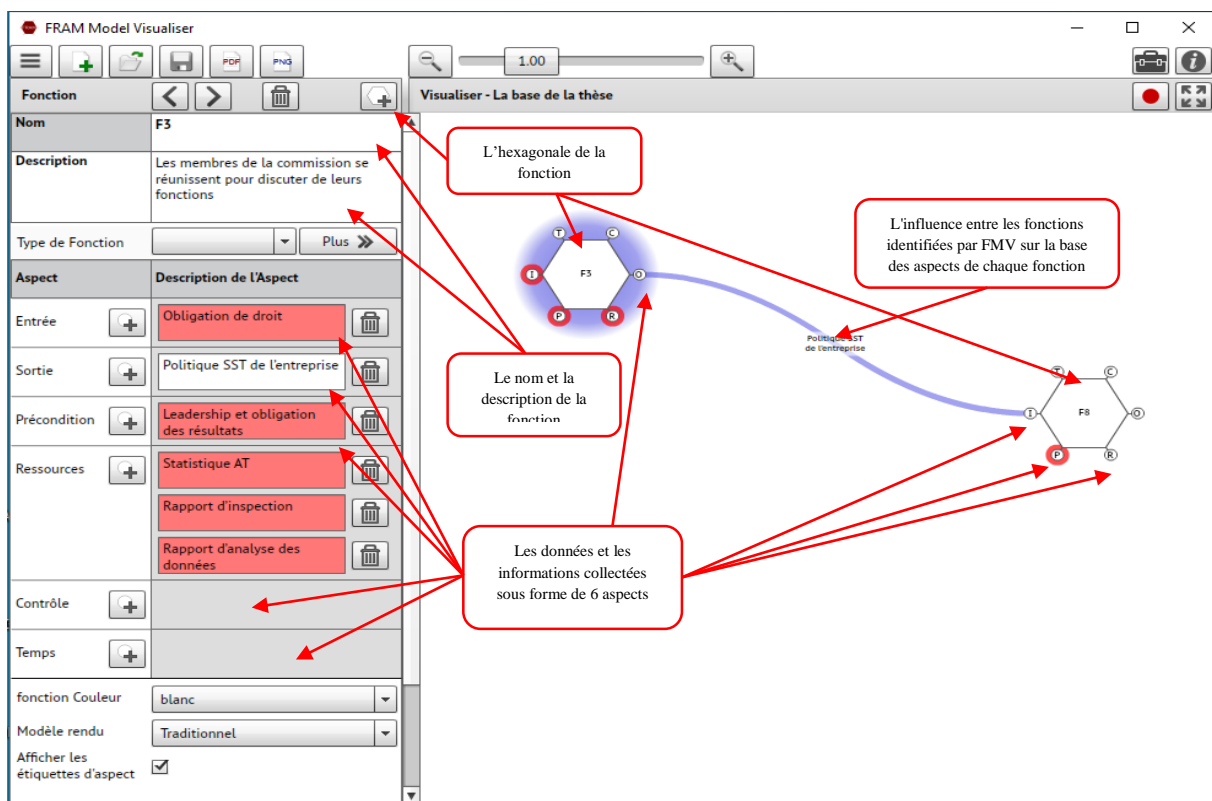 FRAM Model Visualiser
PDF
PNG
1.00
Fonction
Visualiser - La base de la thèse
Nom
F3
Description
Les membres de la commission se
réunissent pour discuter de leurs
fonctions
Type de Fonction
Plus
Aspect
Description de l'Aspect
Entrée
Obligation de droit
Sortie
Politique SST de l'entreprise
Précondition
Leadership et obligation
des résultats
Ressources
Statistique AT
Rapport d'inspection
Rapport d'analyse des
données
Contrôle
Temps
fonction Couleur
blanc
Modèle rendu
Traditionnel
Afficher les
étiquettes d'aspect
L'hexagonale de la
fonction
L'influence entre les fonctions
identifiées par FMV sur la base
des aspects de chaque fonction
T
C
I
F3
O
P
R
Politique SST
de l'entreprise
T
C
I
F8
O
P
R
Le nom et la
description de la
fonction
Les données et les
informations collectées
sous forme de 6 aspects